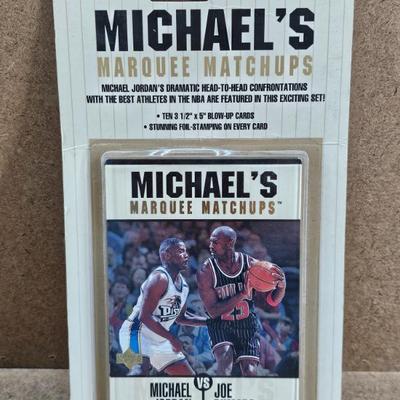 MICHAEL'S
MARQUEE MATCHUPS
MICHAEL JORDAN'S DRAMATIC HEAD-TO-HEAD CONFRONTATIONS
WITH THE BEST ATHLETES IN THE NBA ARE FEATURED IN THIS EXCITING SET!
• TEN 3 1/2" x 5" BLOW-UP CARDS
• STUNNING FOIL-STAMPING ON EVERY CARD
MICHAEL'S
MARQUEE MATCHUPS™
23
MICHAEL VS JOE